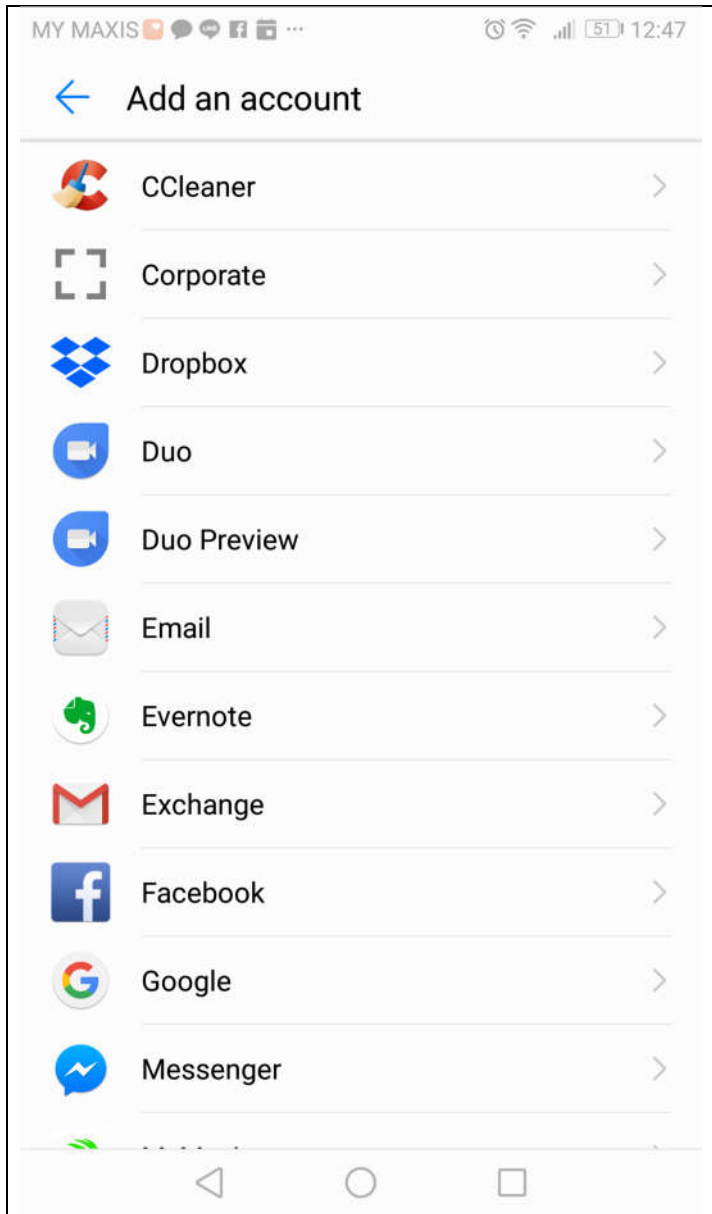 MY MAXIS 51 12:47
Add an account
CCleaner
Corporate
Dropbox
Duo
Duo Preview
Email
Evernote
Exchange
Facebook
Google
Messenger